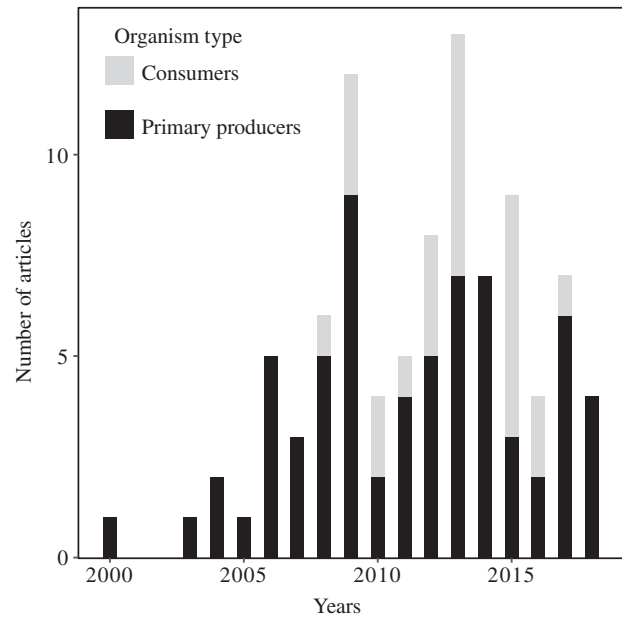 Organism type
Consumers
Primary producers
10
5
0
Number of articles
2000 2005 2010 2015
Years